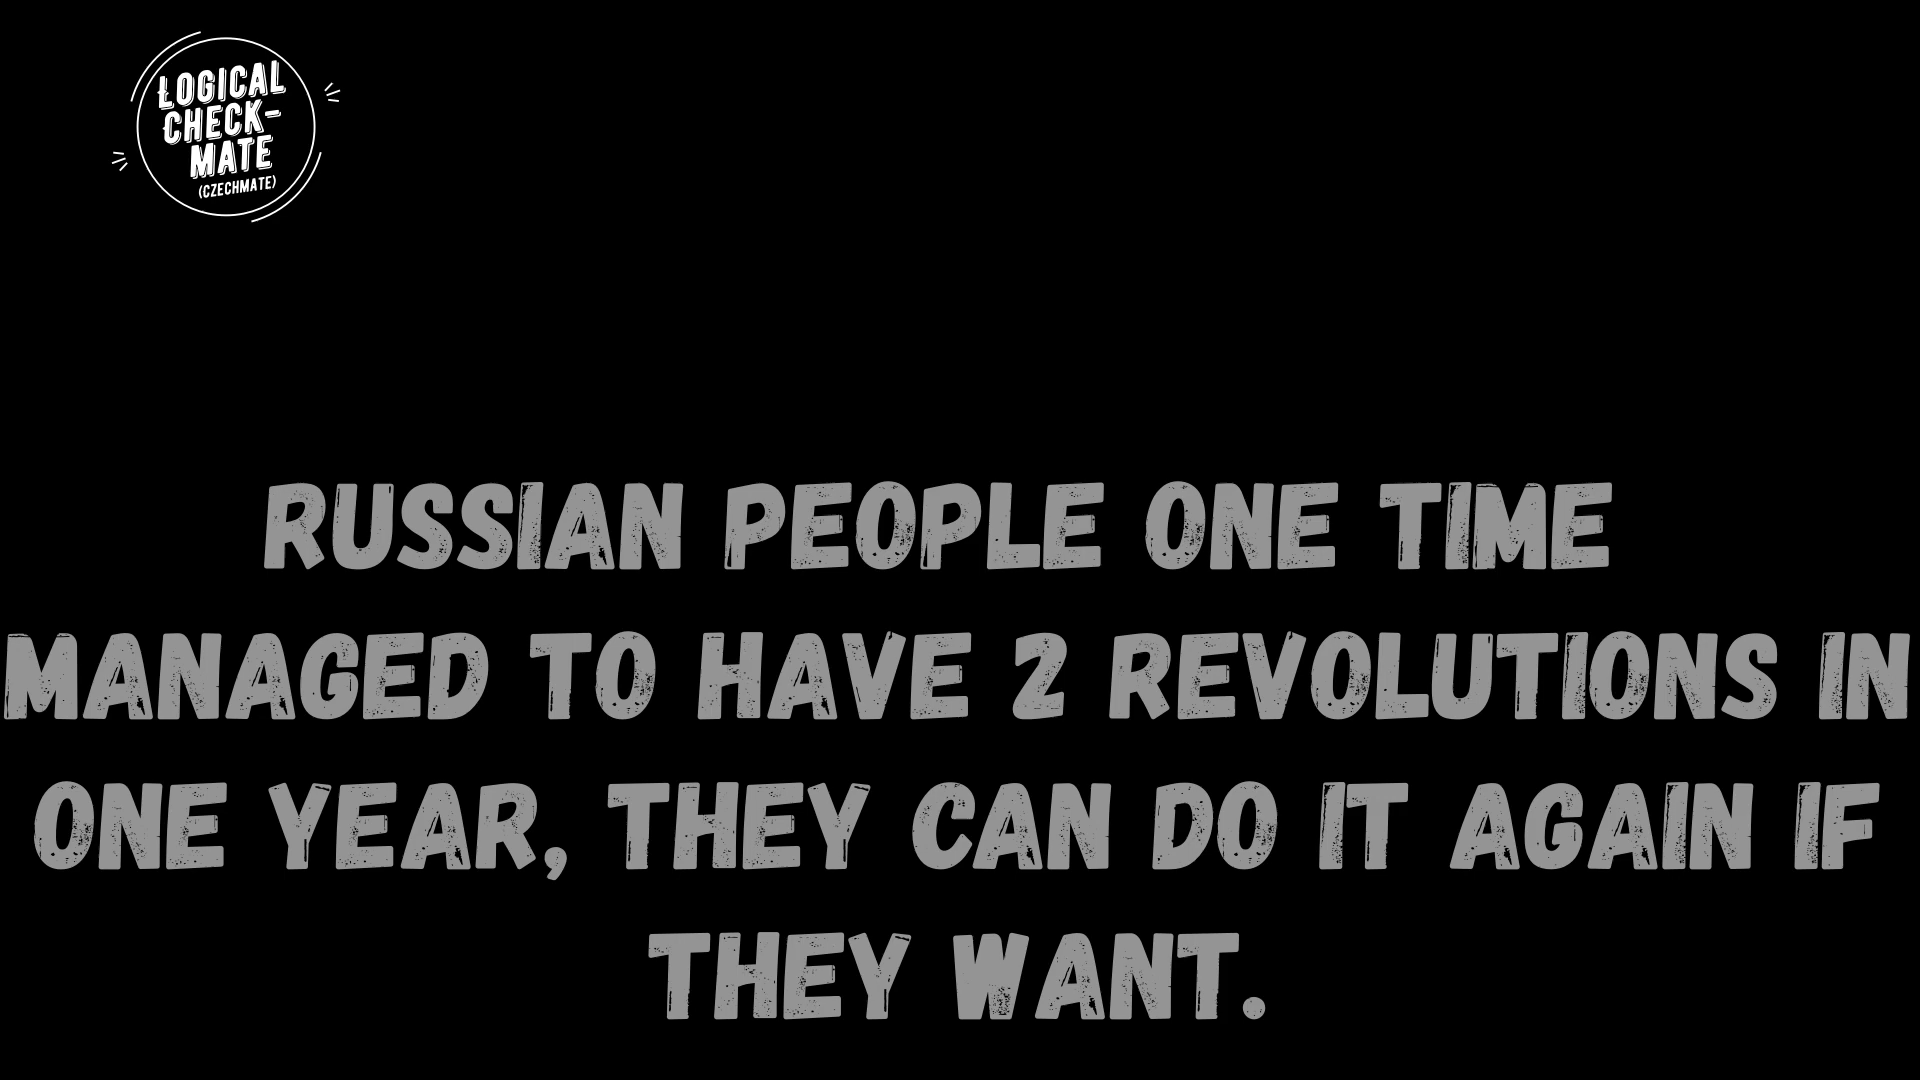 LOGICAL
CHECK-
MATE
(CZECHMATE)
RUSSIAN PEOPLE ONE TIME
MANAGED TO HAVE 2 REVOLUTIONS IN
ONE YEAR, THEY CAN DO IT AGAIN IF
THEY WANT.